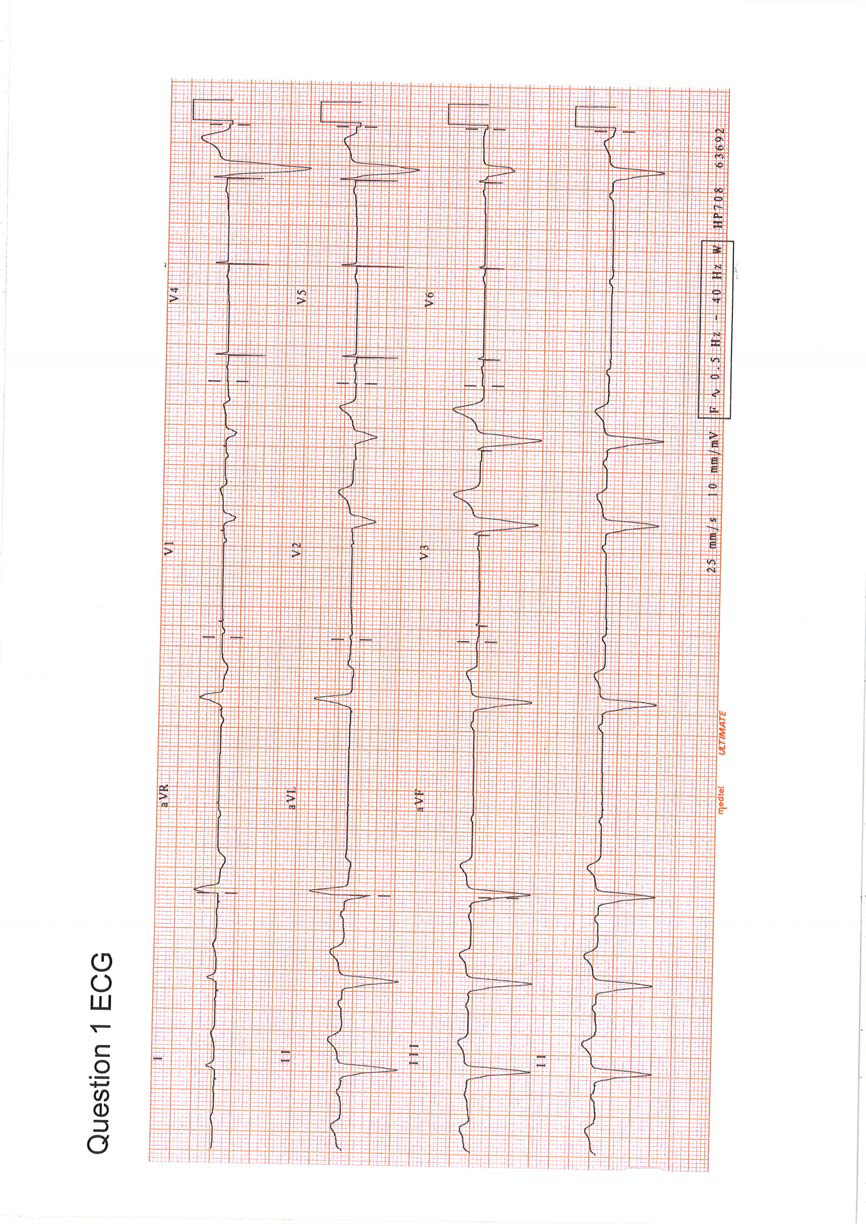 Question 1 ECG
I
aVR
V1
V4
II
aVL
V2
V5
III
aVF
V3
V6
II
25 mm/s 10 mm/mV F ∿ 0.5 Hz - 40 Hz W HP708 63692
medtel ULTIMATE